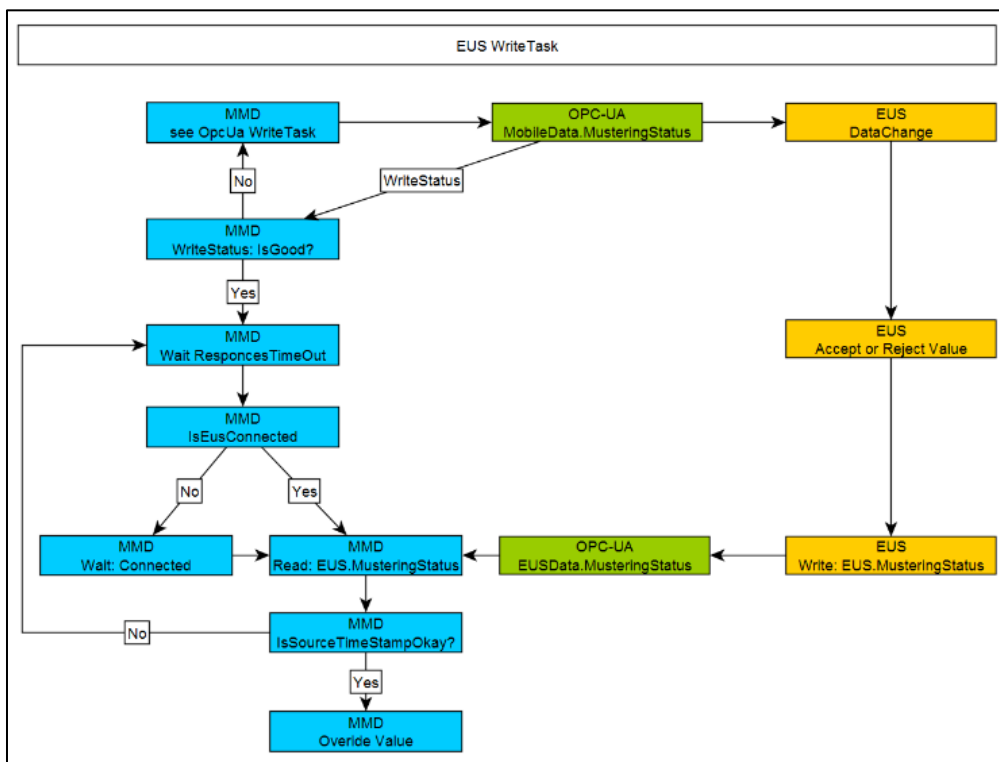 EUS WriteTask
MMD
see OpcUa WriteTask
OPC-UA
MobileData.MusteringStatus
EUS
DataChange
No
WriteStatus
MMD
WriteStatus: IsGood?
Yes
MMD
Wait ResponcesTimeOut
EUS
Accept or Reject Value
MMD
IsEusConnected
No
Yes
MMD
Wait: Connected
MMD
Read: EUS.MusteringStatus
OPC-UA
EUSData.MusteringStatus
EUS
Write: EUS.MusteringStatus
No
MMD
IsSourceTimeStampOkay?
Yes
MMD
Overide Value